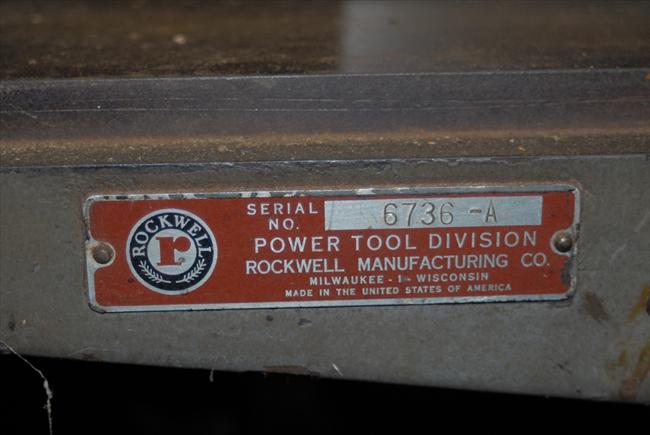 ROCKWELL
r
SERIAL NO. 6736-A
POWER TOOL DIVISION
ROCKWELL MANUFACTURING CO.
MILWAUKEE - 1 - WISCONSIN
MADE IN THE UNITED STATES OF AMERICA